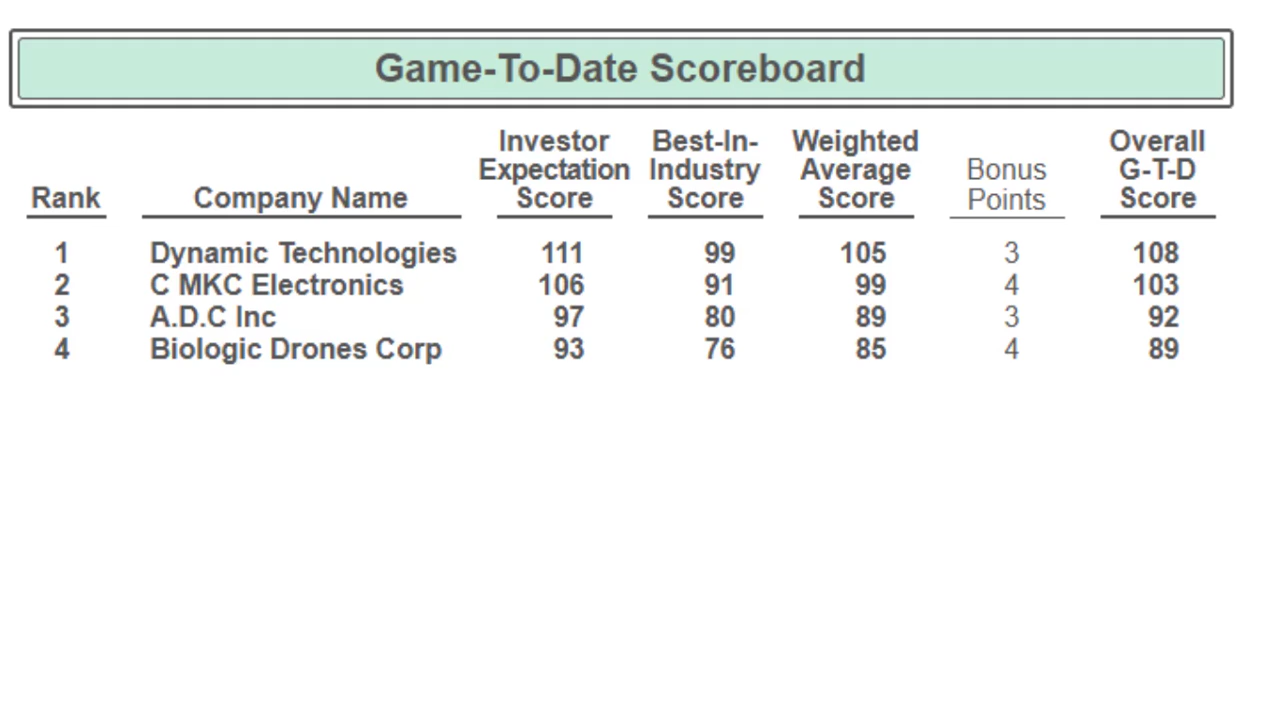 Game-To-Date Scoreboard
Rank Company Name Investor Expectation Score Best-In-Industry Score Weighted Average Score Bonus Points Overall G-T-D Score
1 Dynamic Technologies 111 99 105 3 108
2 C MKC Electronics 106 91 99 4 103
3 A.D.C Inc 97 80 89 3 92
4 Biologic Drones Corp 93 76 85 4 89